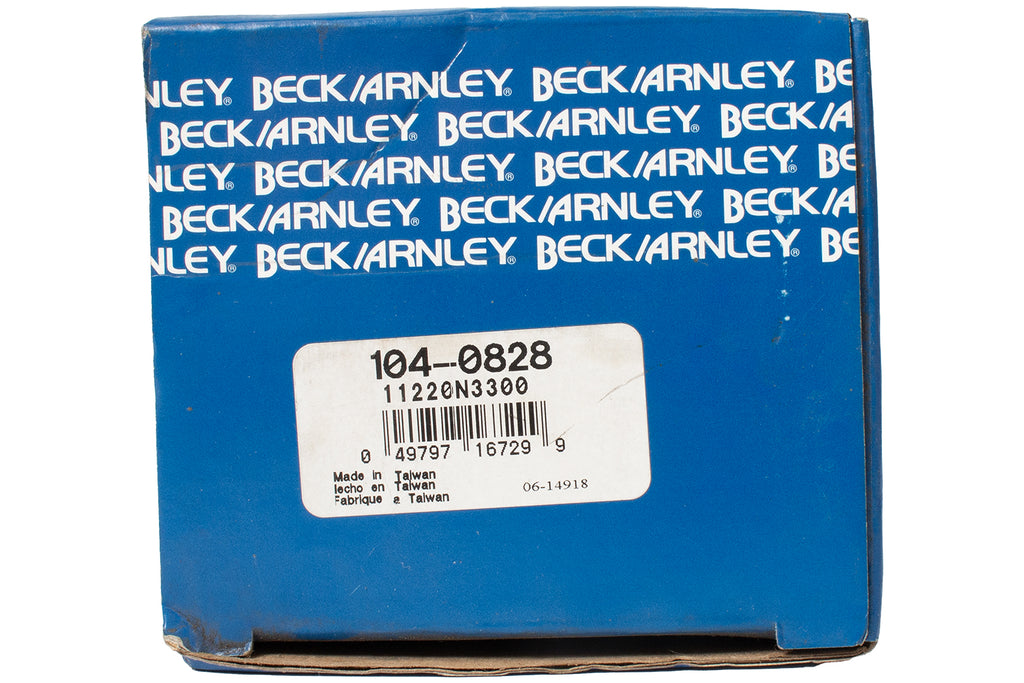 NLEY® BECK/ARNLEY® BECK/ARNLEY® BE
BECK/ARNLEY® BECK/ARNLEY® BECK/A
NLEY® BECK/ARNLEY® BECK/ARNLEY® BE
BECK/ARNLEY® BECK/ARNLEY® BECK/A
NLEY® BECK/ARNLEY® BECK/ARNLEY® BE
104-0828
11220N3300
0 49797 16729 9
Made in Taiwan
lecho en Taiwan
Fabrique a Taiwan
06-14918